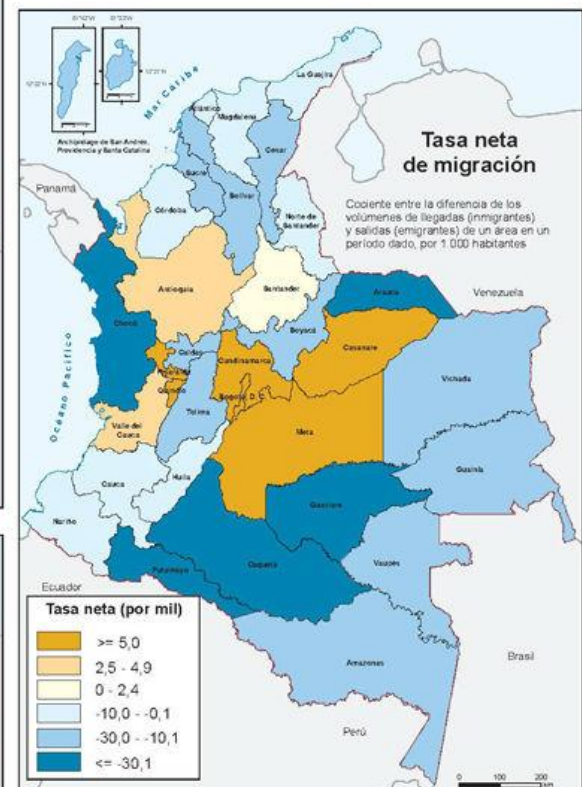 Archipiélago de San Andrés,
Providencia y Santa Catalina
Mar Caribe
La Guajira
Atlántico
Magdalena
Cesar
Tasa neta
de migración
Cociente entre la diferencia de los
volúmenes de llegadas (inmigrantes)
y salidas (emigrantes) de un área en un
período dado, por 1.000 habitantes
Panamá
Sucre
Córdoba
Bolívar
Norte de
Santander
Antioquia
Santander
Arauca
Venezuela
Chocó
Boyacá
Casanare
Caldas
Cundinamarca
Risaralda
Quindío
Bogotá, D. C.
Vichada
Océano Pacífico
Tolima
Valle del
Cauca
Meta
Guainía
Cauca
Huila
Nariño
Guaviare
Vaupés
Caquetá
Putumayo
Ecuador
Amazonas
Brasil
Perú
Tasa neta (por mil)
>= 5,0
2,5 - 4,9
0 - 2,4
-10,0 - -0,1
-30,0 - -10,1
<= -30,1
0 100 200